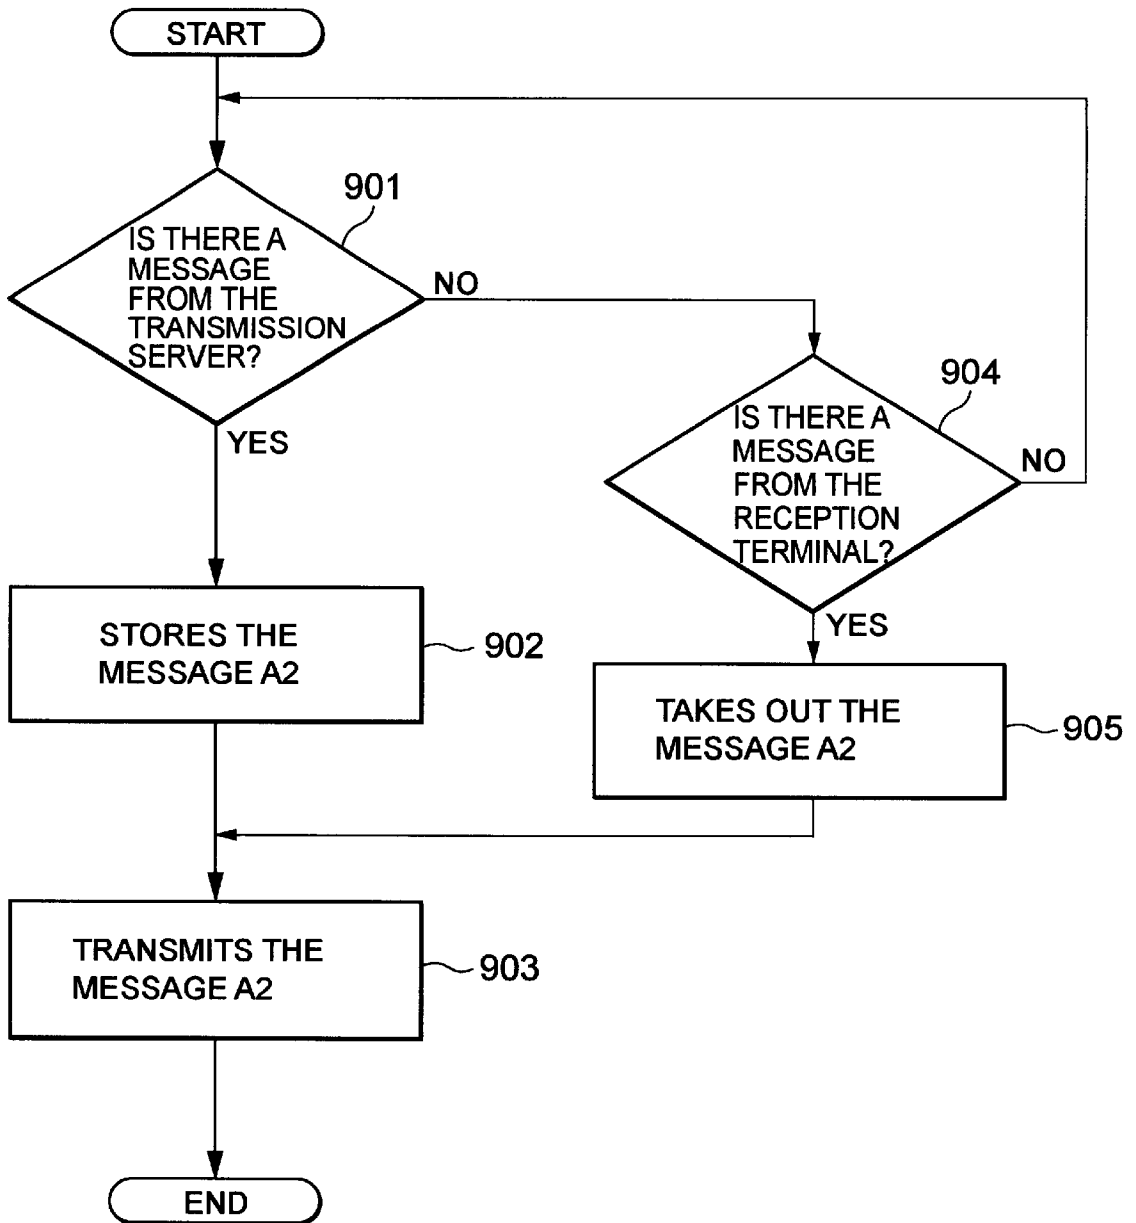 START
901
IS THERE A
MESSAGE
FROM THE
TRANSMISSION
SERVER?
NO
YES
904
IS THERE A
MESSAGE
FROM THE
RECEPTION
TERMINAL?
NO
YES
STORES THE
MESSAGE A2
902
TAKES OUT THE
MESSAGE A2
905
TRANSMITS THE
MESSAGE A2
903
END